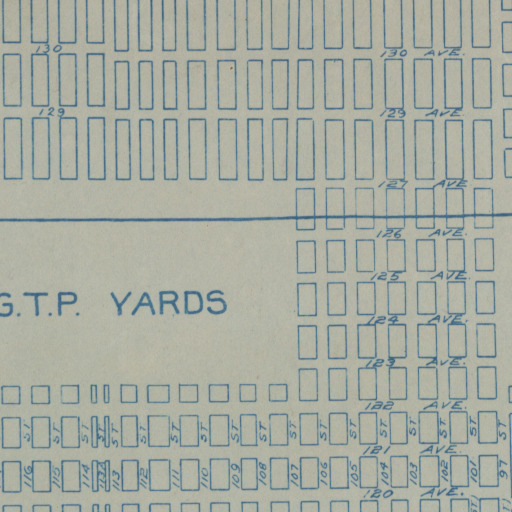 130 130 AVE.
129 129 AVE
127 AVE
126 AVE.
125 AVE.
G.T.P. YARDS
124 AVE.
123 AVE.
122 AVE.
ST ST ST ST ST ST ST ST ST ST ST ST ST ST ST ST ST ST
121 AVE.
116 115 114 113 112 111 110 109 108 107 106 105 104 103 102 101 97
120 AVE.